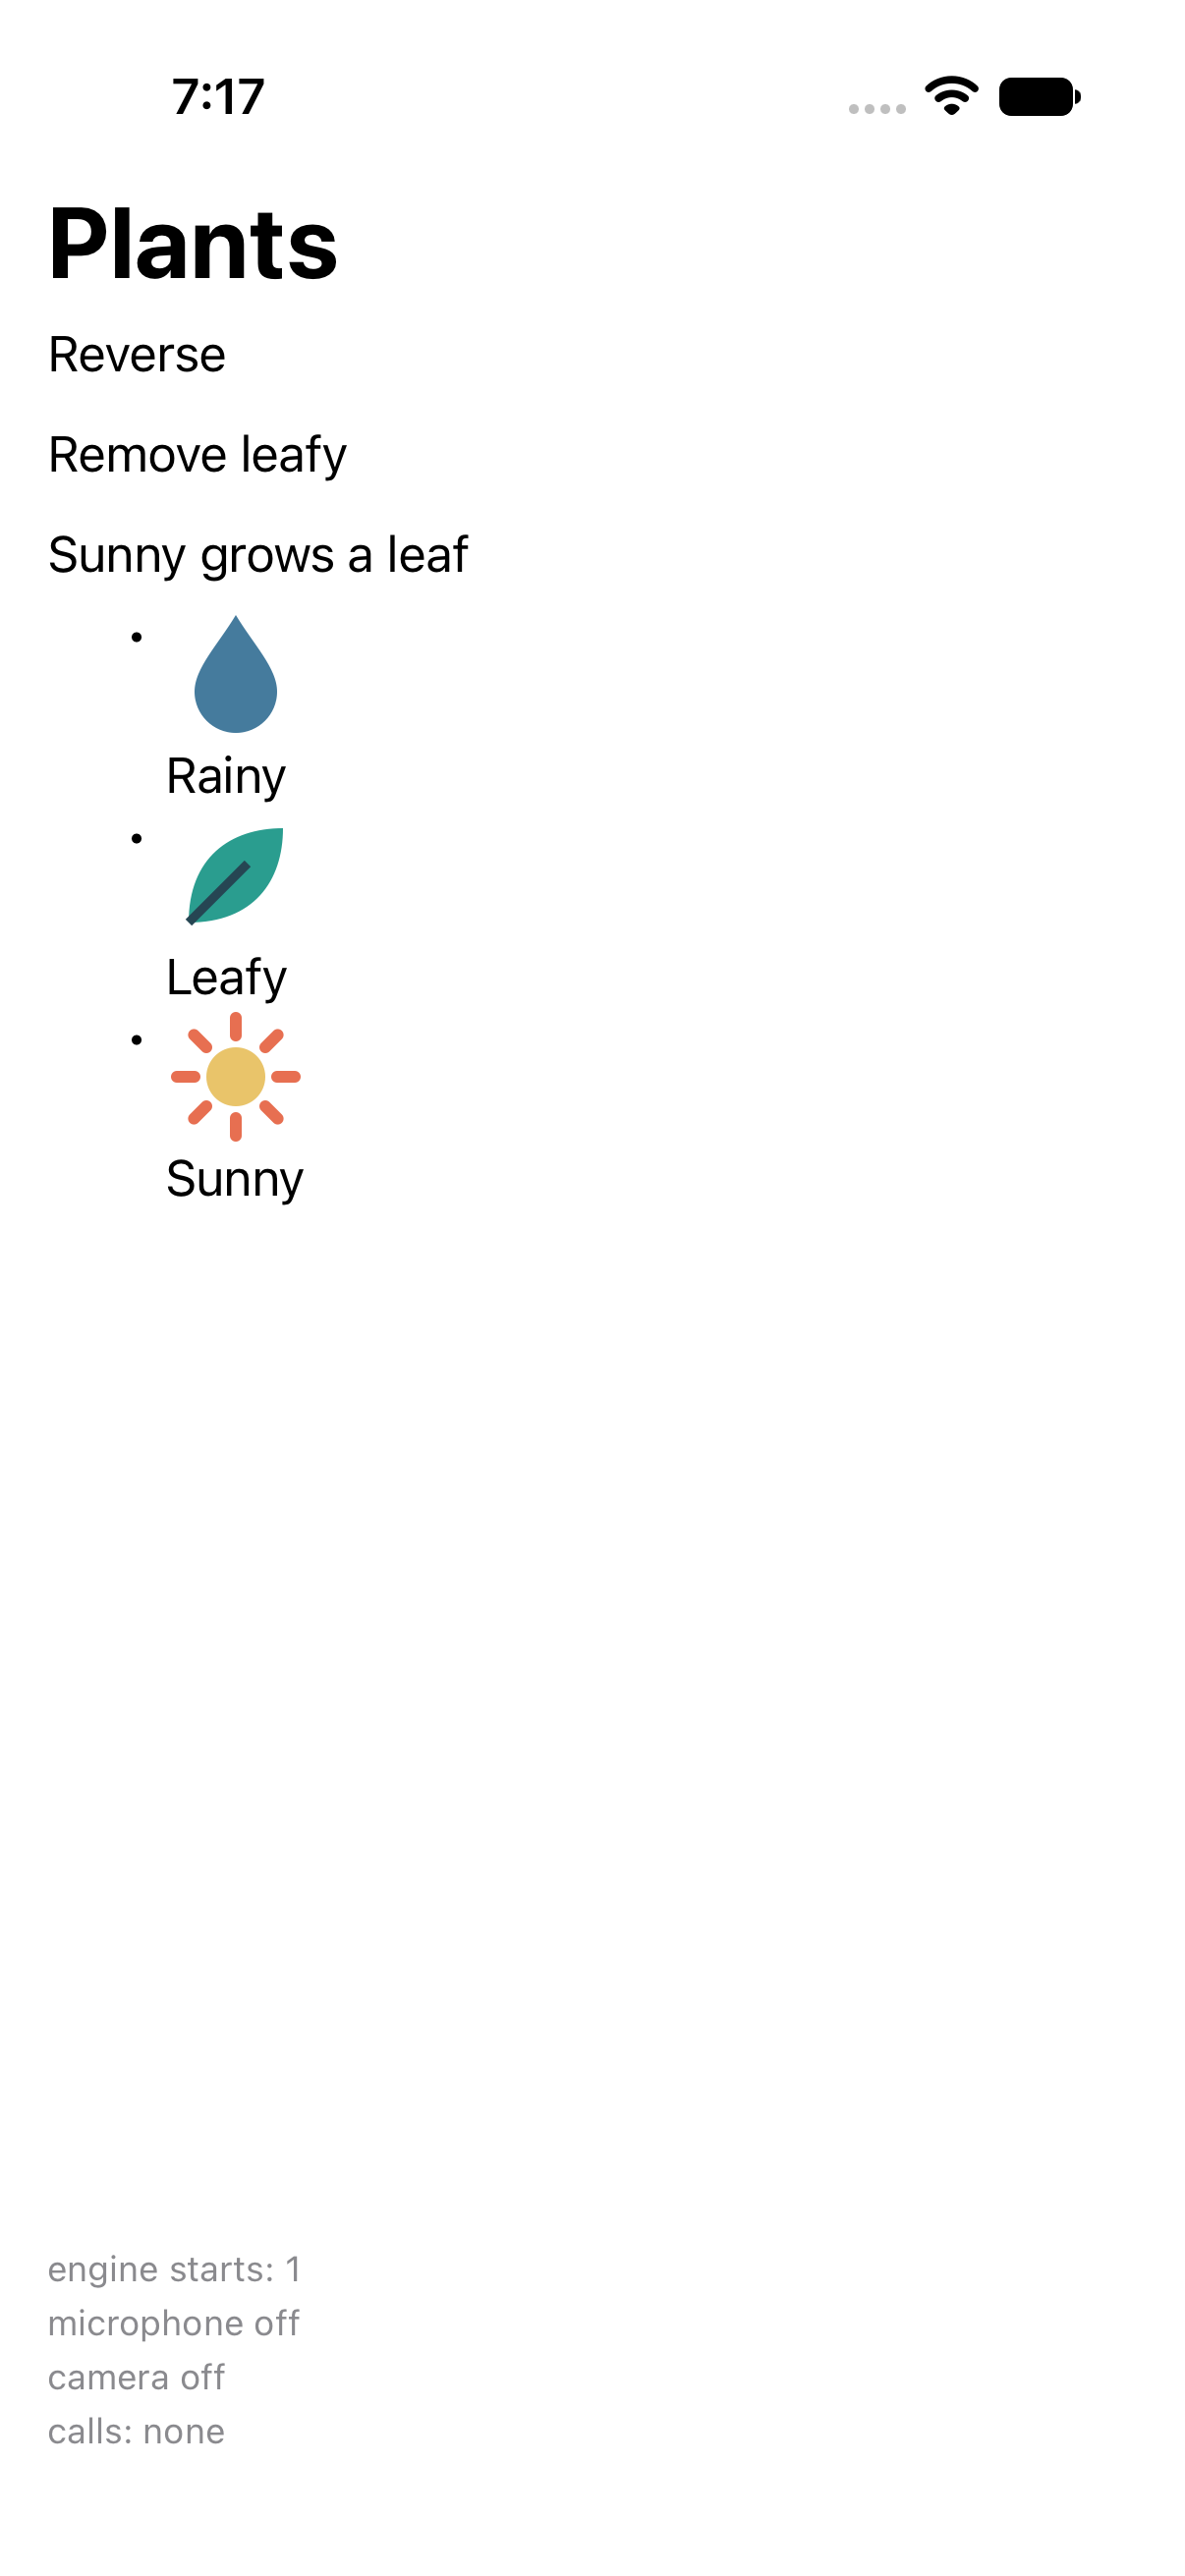 7:17
Plants
Reverse
Remove leafy
Sunny grows a leaf
Rainy
Leafy
Sunny
engine starts: 1
microphone off
camera off
calls: none